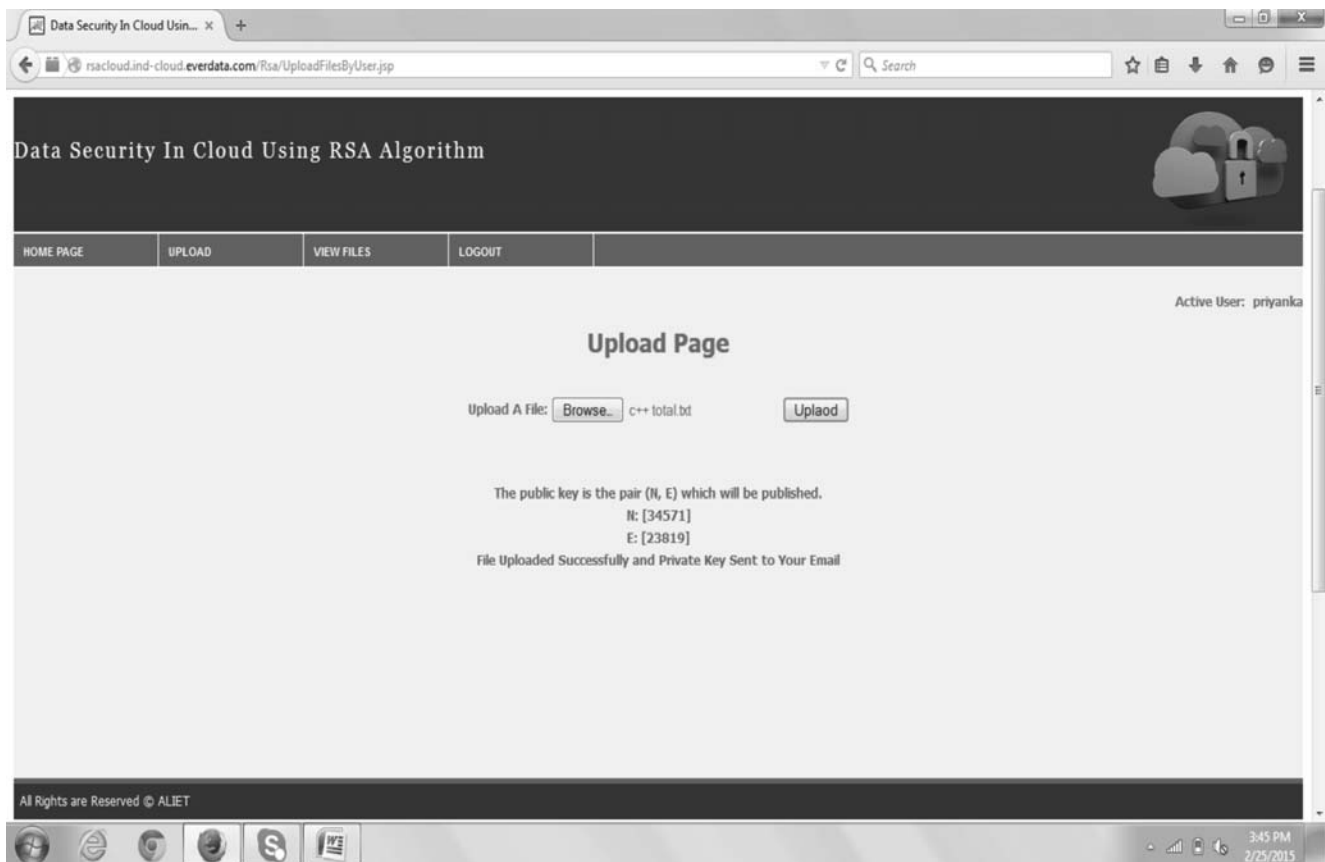 Data Security In Cloud Usin...
rsacloud.ind-cloud.everdata.com/Rsa/UploadFilesByUser.jsp
Search
Data Security In Cloud Using RSA Algorithm
HOME PAGE
UPLOAD
VIEW FILES
LOGOUT
Active User: priyanka
Upload Page
Upload A File: Browse.. c++ total.txt Uplaod
The public key is the pair (N, E) which will be published.
N: [34571]
E: [23819]
File Uploaded Successfully and Private Key Sent to Your Email
All Rights are Reserved © ALIET
3:45 PM
2/25/2015